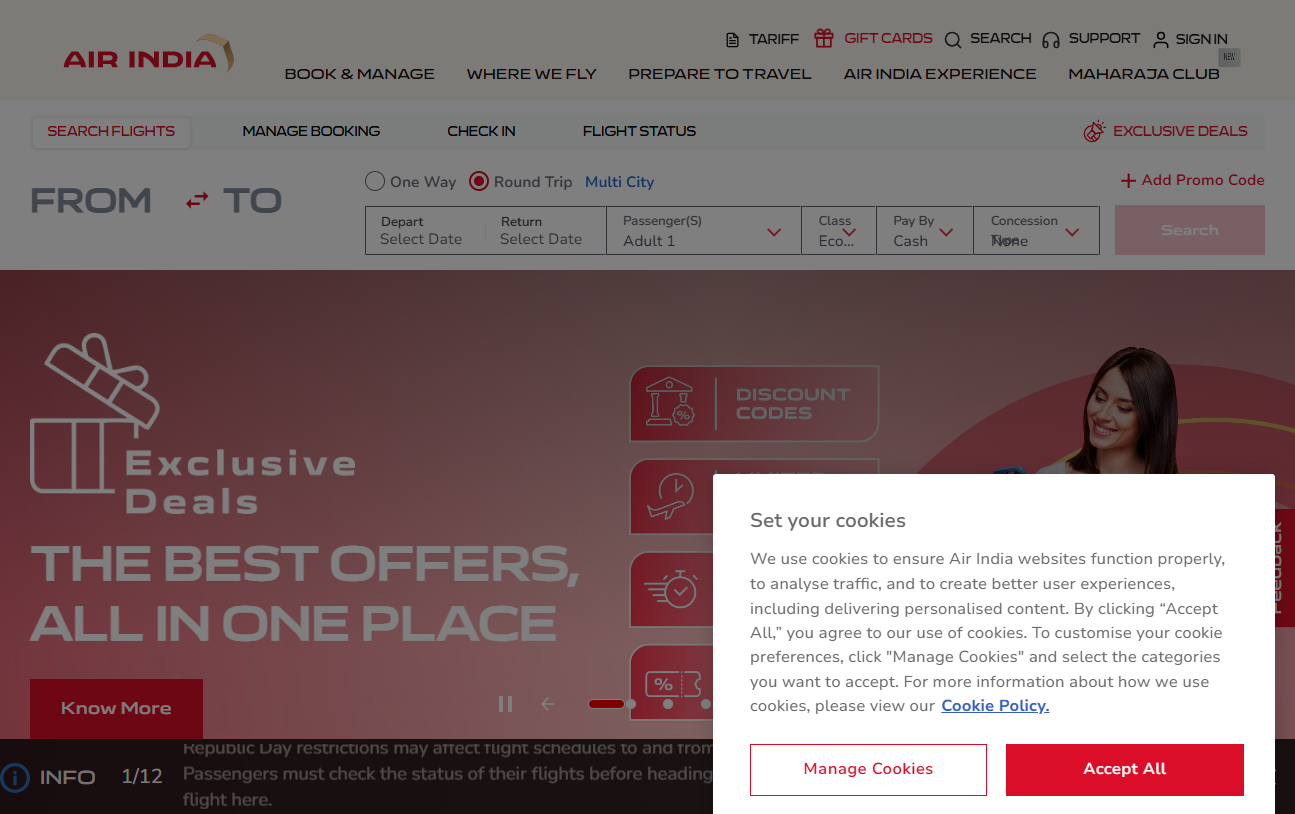 AIR INDIA
TARIFF
GIFT CARDS
SEARCH
SUPPORT
SIGN IN
BOOK & MANAGE
WHERE WE FLY
PREPARE TO TRAVEL
AIR INDIA EXPERIENCE
MAHARAJA CLUB
NEW
SEARCH FLIGHTS
MANAGE BOOKING
CHECK IN
FLIGHT STATUS
EXCLUSIVE DEALS
FROM
TO
One Way
Round Trip
Multi City
Add Promo Code
Depart
Select Date
Return
Select Date
Passenger(S)
Adult 1
Class
Eco...
Pay By
Cash
Concession
Type
None
Search
Exclusive
Deals
THE BEST OFFERS,
ALL IN ONE PLACE
Know More
DISCOUNT
CODES
%
%
Feedback
INFO
1/12
Republic Day restrictions may affect flight schedules to and from
Passengers must check the status of their flights before heading
flight here.
Set your cookies
We use cookies to ensure Air India websites function properly,
to analyse traffic, and to create better user experiences,
including delivering personalised content. By clicking “Accept
All,” you agree to our use of cookies. To customise your cookie
preferences, click "Manage Cookies" and select the categories
you want to accept. For more information about how we use
cookies, please view our Cookie Policy.
Manage Cookies
Accept All